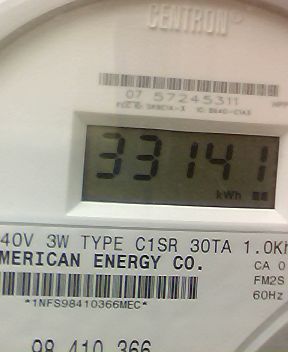 CENTRON®
07 57245311
33141
kWh
40V 3W TYPE C1SR 30TA 1.0Kh
MERICAN ENERGY CO.
CA 0
FM2S
60Hz
*1NFS98410366MEC*
98 410 366